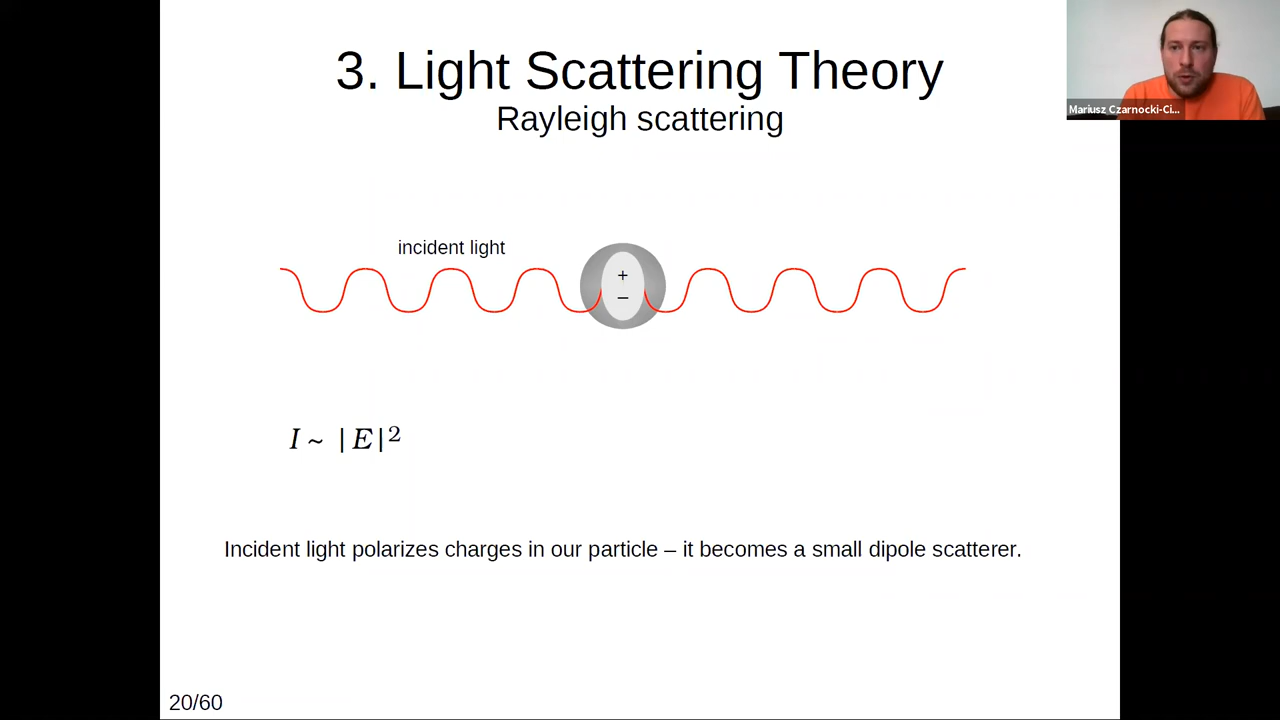 3. Light Scattering Theory
Rayleigh scattering
Mariusz Czarnocki-Ci...
incident light
+
−
I ~ |E|²
Incident light polarizes charges in our particle – it becomes a small dipole scatterer.
20/60